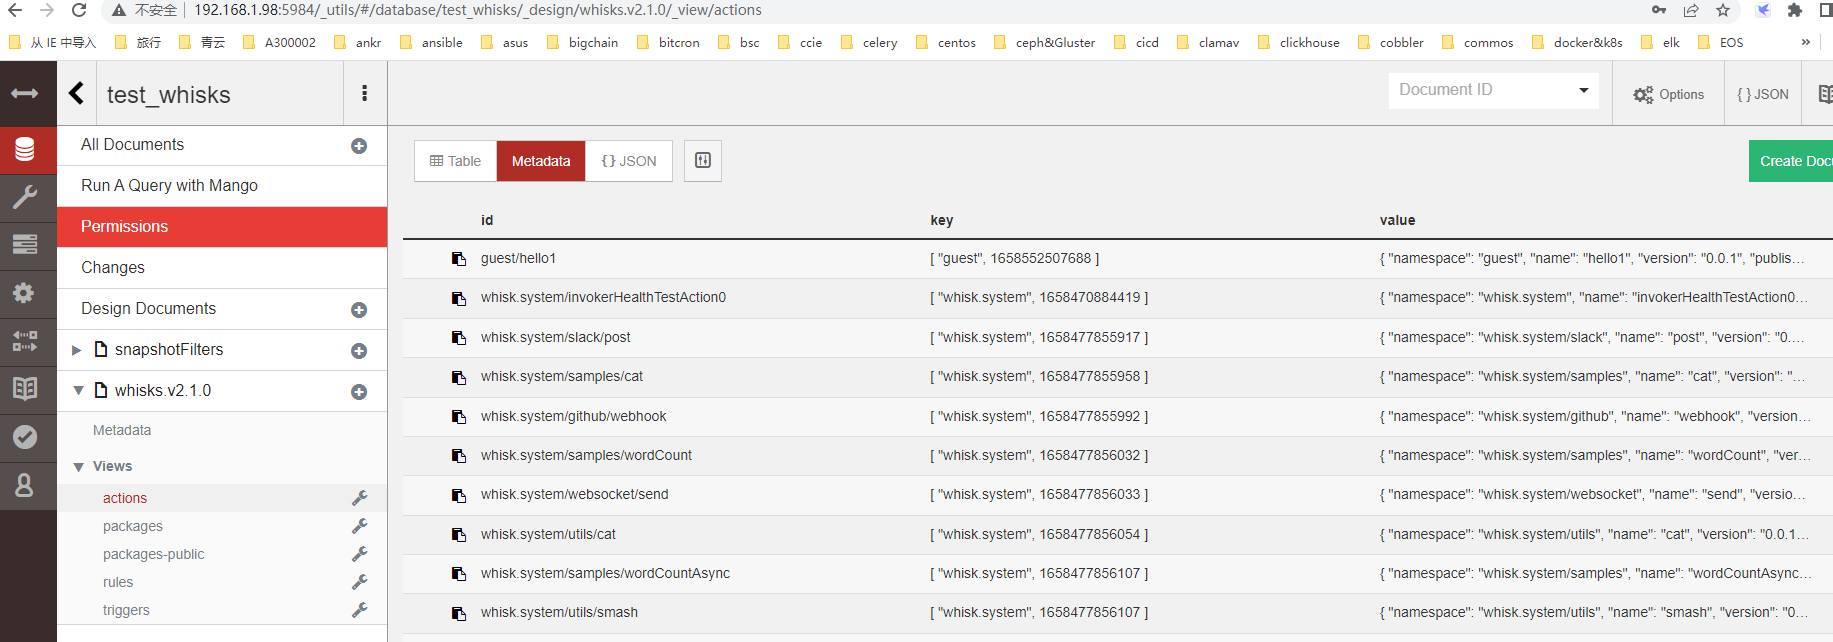 不安全 192.168.1.98:5984/_utils/#/database/test_whisks/_design/whisks.v2.1.0/_view/actions
从 IE 中导入 旅行 青云 A300002 ankr ansible asus bigchain bitcron bsc ccie celery centos ceph&Gluster cicd clamav clickhouse cobbler commos docker&k8s elk EOS »
test_whisks Document ID Options { } JSON
All Documents
Run A Query with Mango
Permissions
Changes
Design Documents
snapshotFilters
whisks.v2.1.0
Metadata
Views
actions
packages
packages-public
rules
triggers
Table Metadata { } JSON Create Doc
id key value
guest/hello1 [ "guest", 1658552507688 ] { "namespace": "guest", "name": "hello1", "version": "0.0.1", "publis…
whisk.system/invokerHealthTestAction0 [ "whisk.system", 1658470884419 ] { "namespace": "whisk.system", "name": "invokerHealthTestAction0…
whisk.system/slack/post [ "whisk.system", 1658477855917 ] { "namespace": "whisk.system/slack", "name": "post", "version": "0.…
whisk.system/samples/cat [ "whisk.system", 1658477855958 ] { "namespace": "whisk.system/samples", "name": "cat", "version": "…
whisk.system/github/webhook [ "whisk.system", 1658477855992 ] { "namespace": "whisk.system/github", "name": "webhook", "version…
whisk.system/samples/wordCount [ "whisk.system", 1658477856032 ] { "namespace": "whisk.system/samples", "name": "wordCount", "ver…
whisk.system/websocket/send [ "whisk.system", 1658477856033 ] { "namespace": "whisk.system/websocket", "name": "send", "versio…
whisk.system/utils/cat [ "whisk.system", 1658477856054 ] { "namespace": "whisk.system/utils", "name": "cat", "version": "0.0.1…
whisk.system/samples/wordCountAsync [ "whisk.system", 1658477856107 ] { "namespace": "whisk.system/samples", "name": "wordCountAsync…
whisk.system/utils/smash [ "whisk.system", 1658477856107 ] { "namespace": "whisk.system/utils", "name": "smash", "version": "0…